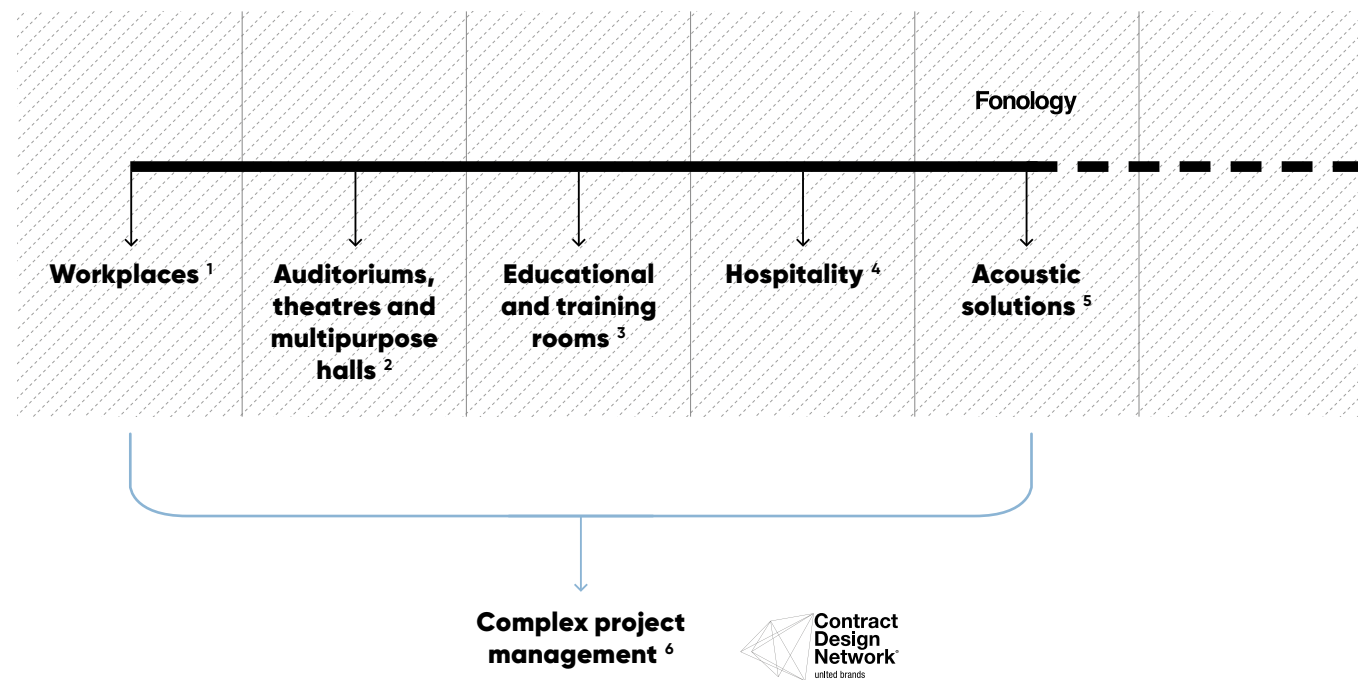 Fonology
Workplaces 1
Auditoriums,
theatres and
multipurpose
halls 2
Educational
and training
rooms 3
Hospitality 4
Acoustic
solutions 5
Complex project
management 6
Contract
Design
Network®
united brands